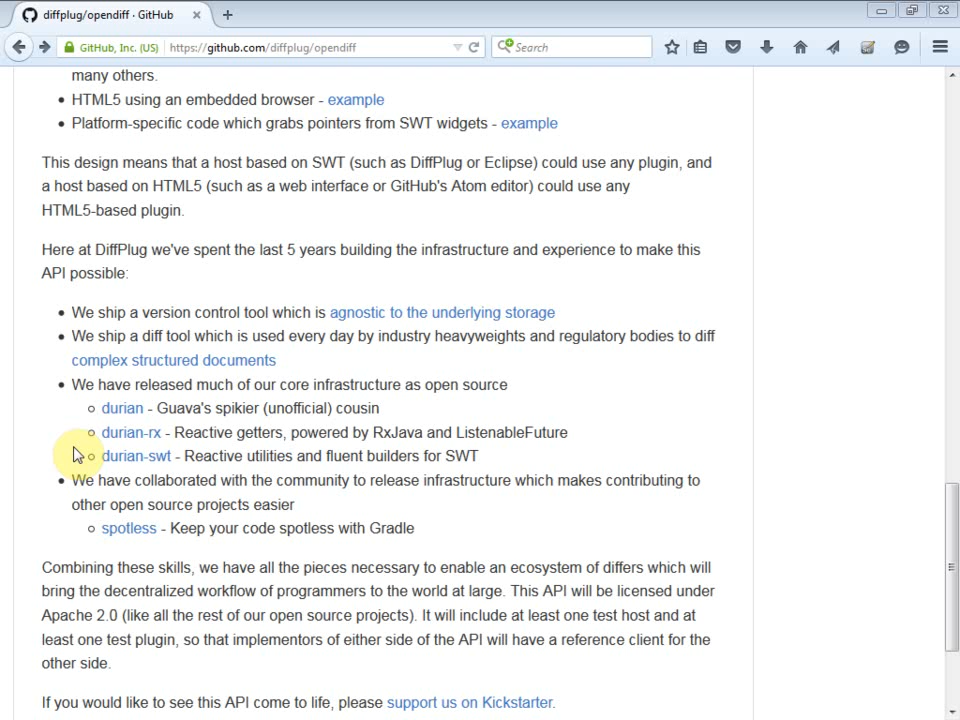 diffplug/opendiff · GitHub
GitHub, Inc. (US) https://github.com/diffplug/opendiff Search
many others.
• HTML5 using an embedded browser - example
• Platform-specific code which grabs pointers from SWT widgets - example
This design means that a host based on SWT (such as DiffPlug or Eclipse) could use any plugin, and
a host based on HTML5 (such as a web interface or GitHub's Atom editor) could use any
HTML5-based plugin.
Here at DiffPlug we've spent the last 5 years building the infrastructure and experience to make this
API possible:
• We ship a version control tool which is agnostic to the underlying storage
• We ship a diff tool which is used every day by industry heavyweights and regulatory bodies to diff
complex structured documents
• We have released much of our core infrastructure as open source
durian - Guava's spikier (unofficial) cousin
durian-rx - Reactive getters, powered by RxJava and ListenableFuture
durian-swt - Reactive utilities and fluent builders for SWT
• We have collaborated with the community to release infrastructure which makes contributing to
other open source projects easier
spotless - Keep your code spotless with Gradle
Combining these skills, we have all the pieces necessary to enable an ecosystem of differs which will
bring the decentralized workflow of programmers to the world at large. This API will be licensed under
Apache 2.0 (like all the rest of our open source projects). It will include at least one test host and at
least one test plugin, so that implementors of either side of the API will have a reference client for the
other side.
If you would like to see this API come to life, please support us on Kickstarter.